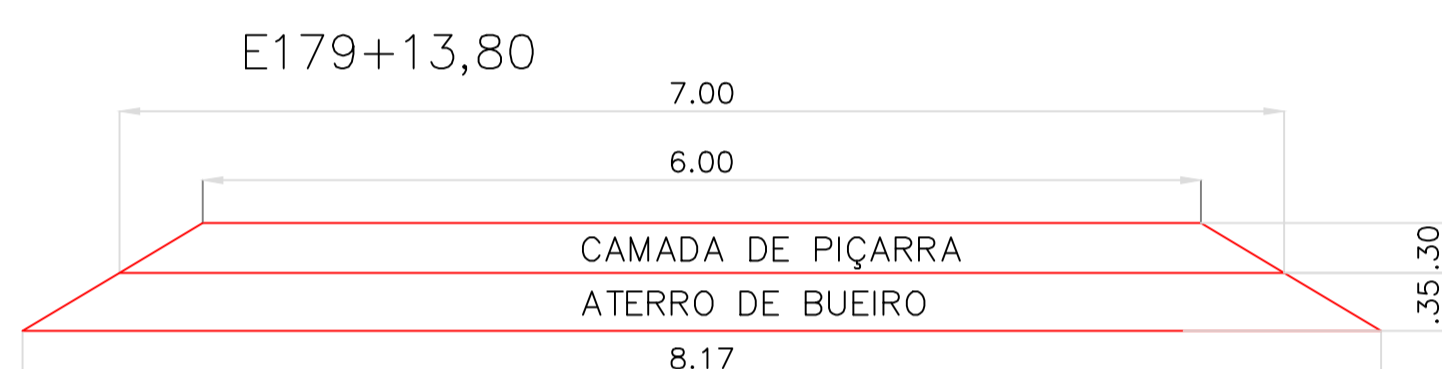 E179+13,80
7.00
6.00
CAMADA DE PIÇARRA
.30
ATERRO DE BUEIRO
.35
8.17